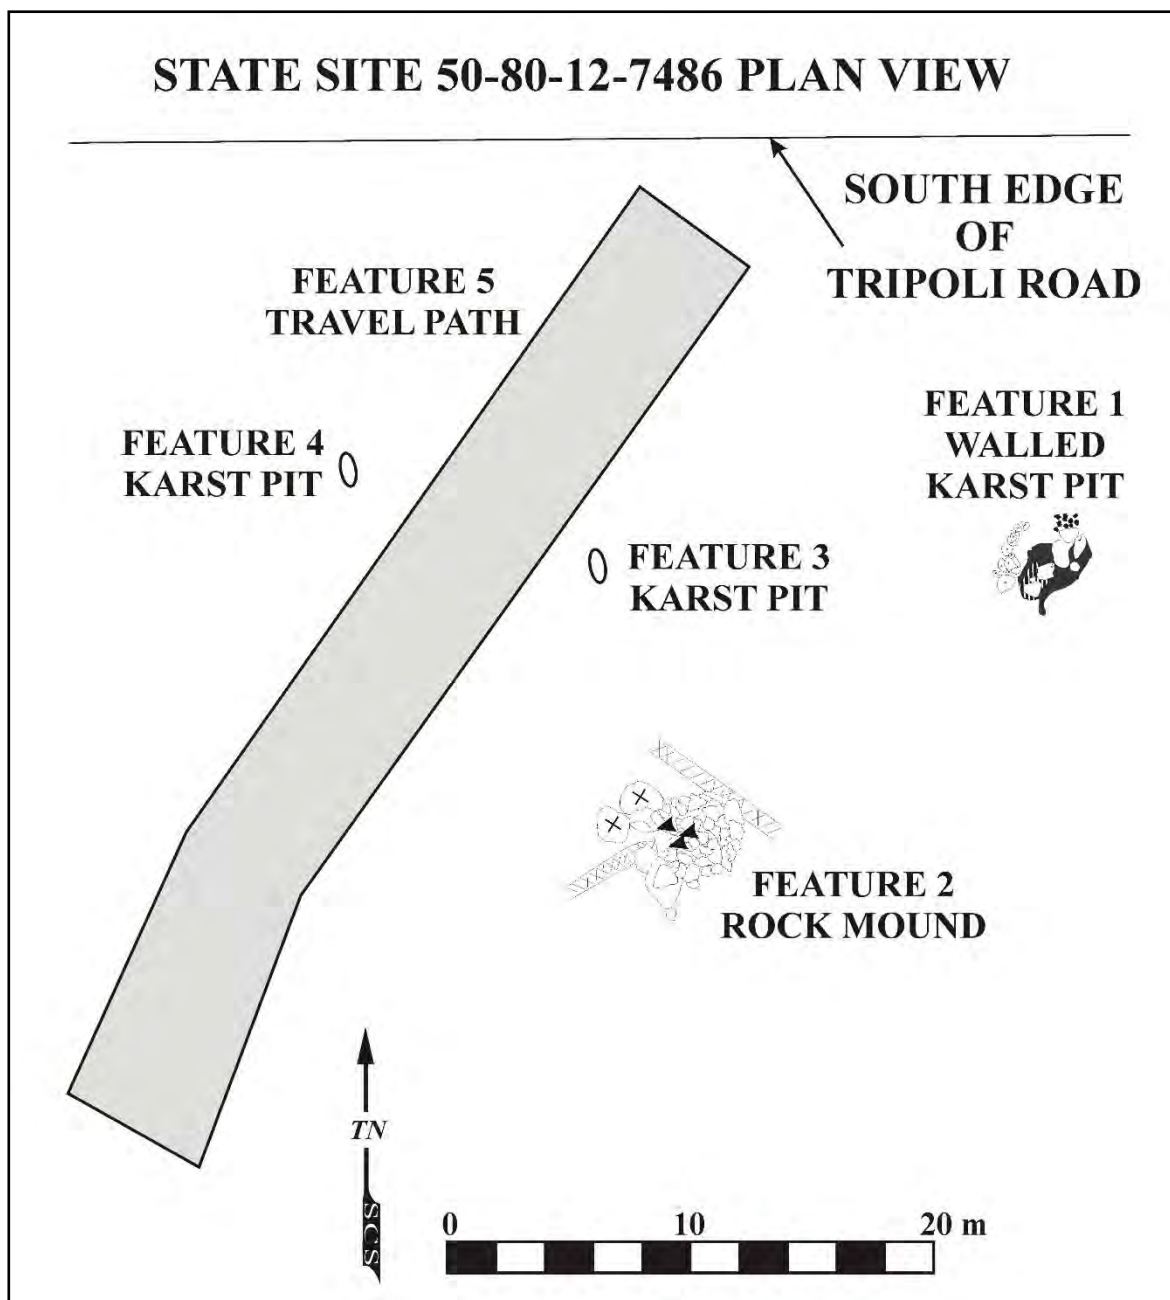 STATE SITE 50-80-12-7486 PLAN VIEW
SOUTH EDGE
OF
TRIPOLI ROAD
FEATURE 5
TRAVEL PATH
FEATURE 1
WALLED
KARST PIT
FEATURE 4
KARST PIT
FEATURE 3
KARST PIT
FEATURE 2
ROCK MOUND
TN
SCS
0 10 20 m